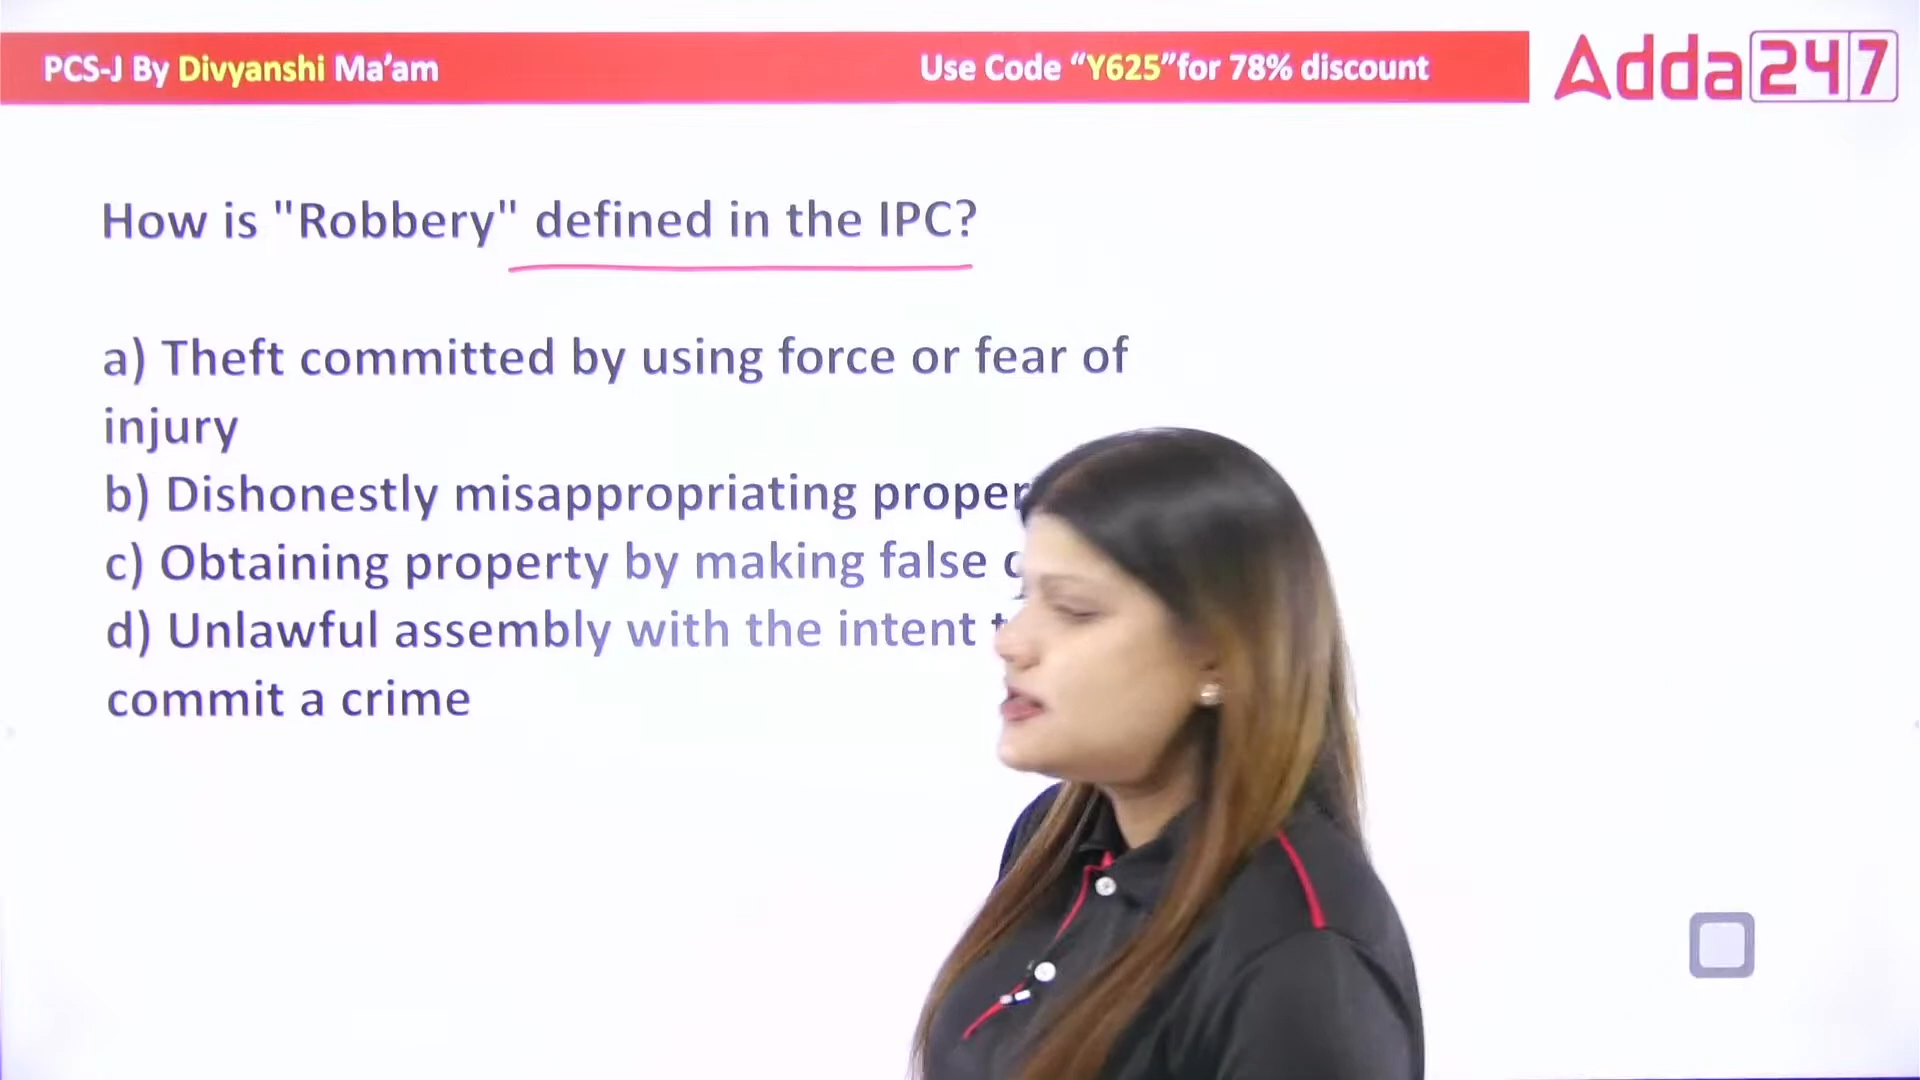 PCS-J By Divyanshi Ma’am
Use Code “Y625”for 78% discount
Adda247
How is "Robbery" defined in the IPC?
a) Theft committed by using force or fear of
injury
b) Dishonestly misappropriating
c) Obtaining property by making false
d) Unlawful assembly with the intent
commit a crime